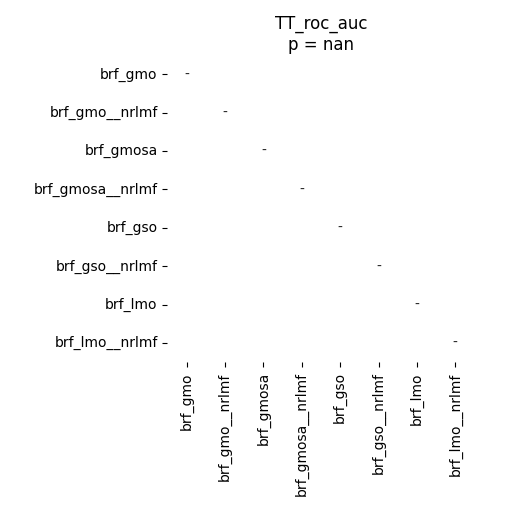 TT_roc_auc
p = nan
brf_gmo -
brf_gmo__nrlmf -
brf_gmosa -
brf_gmosa__nrlmf -
brf_gso -
brf_gso__nrlmf -
brf_lmo -
brf_lmo__nrlmf -
brf_gmo
brf_gmo__nrlmf
brf_gmosa
brf_gmosa__nrlmf
brf_gso
brf_gso__nrlmf
brf_lmo
brf_lmo__nrlmf